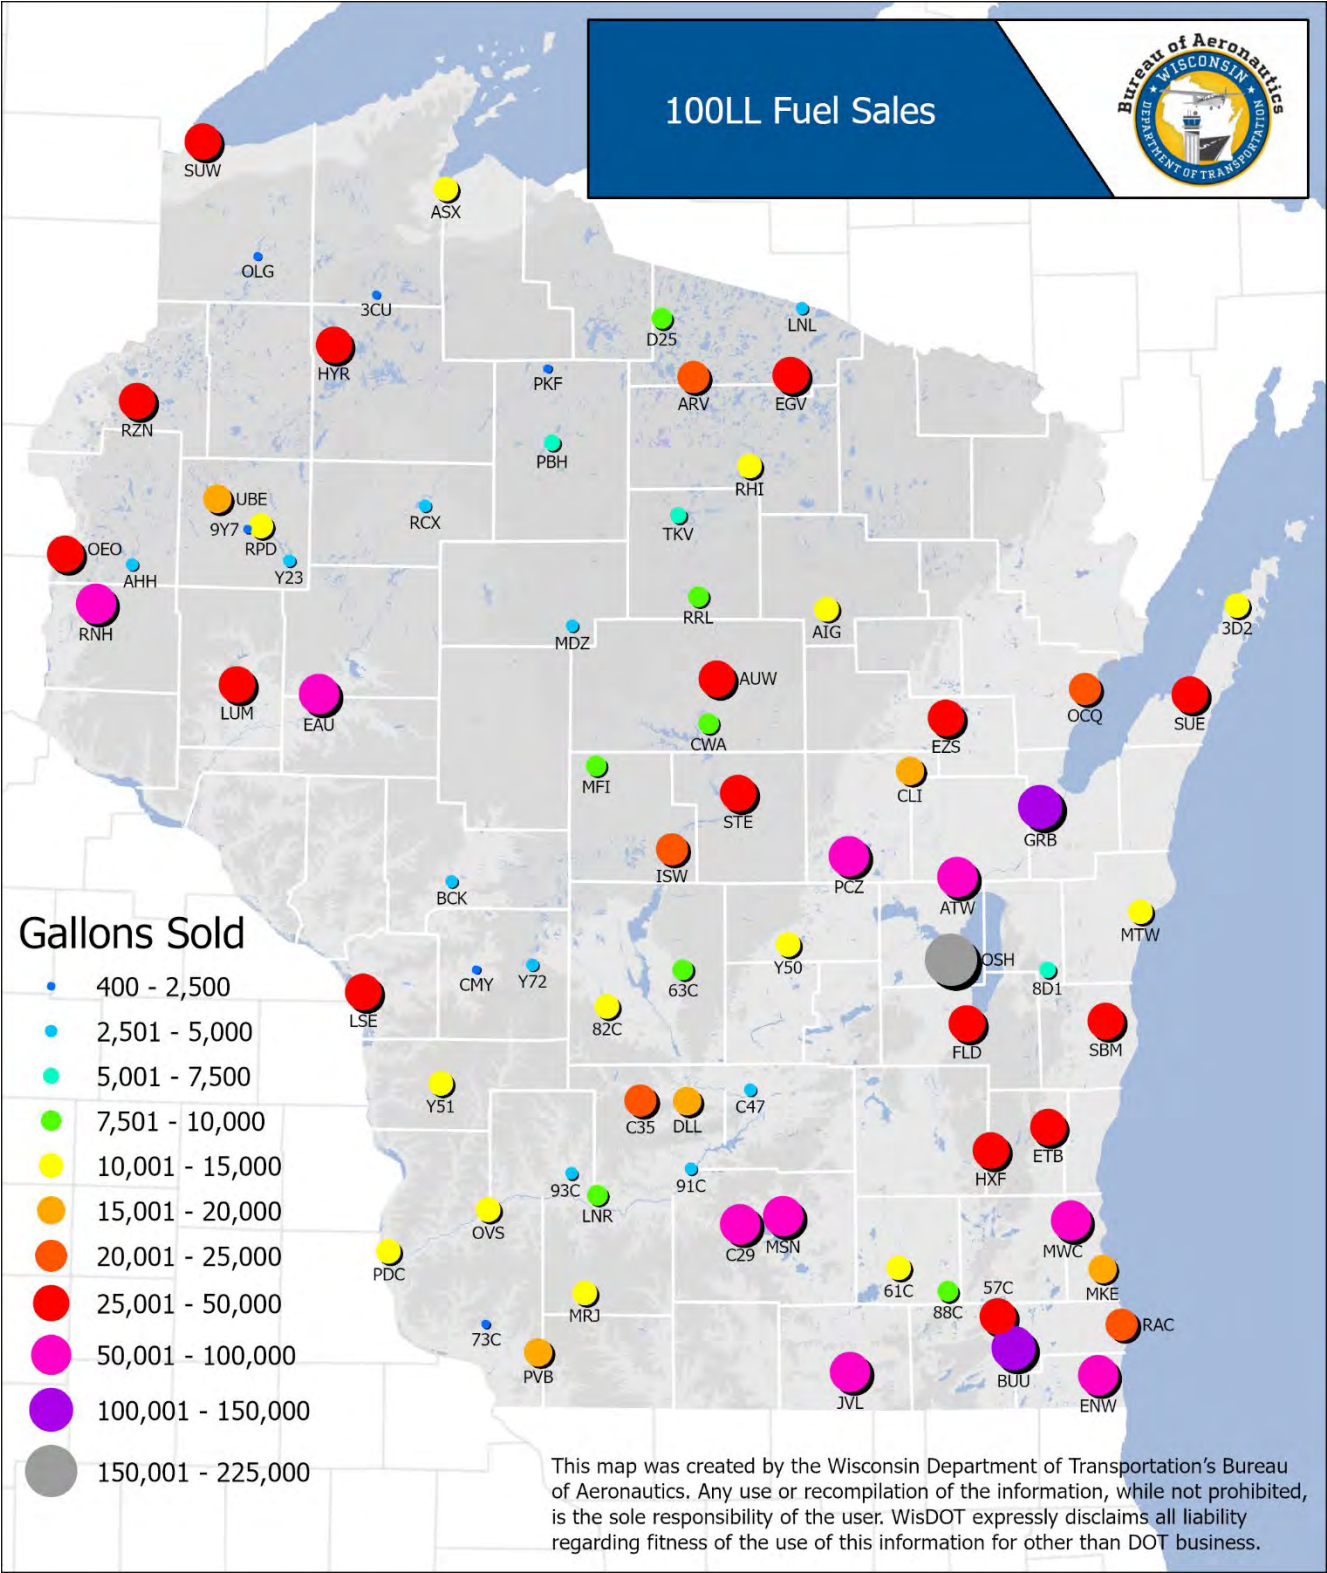 100LL Fuel Sales
Bureau of Aeronautics
WISCONSIN
DEPARTMENT OF TRANSPORTATION
SUW
ASX
OLG
3CU
LNL
D25
HYR
PKF
ARV
EGV
RZN
PBH
RHI
UBE
RCX
9Y7
RPD
TKV
OEO
Y23
AHH
RNH
RRL
AIG
3D2
MDZ
AUW
LUM
EAU
OCQ
SUE
CWA
EZS
MFI
CLI
STE
GRB
ISW
PCZ
BCK
ATW
MTW
Gallons Sold
OSH
Y50
CMY
Y72
63C
8D1
400 - 2,500
LSE
82C
2,501 - 5,000
FLD
SBM
5,001 - 7,500
Y51
C35
DLL
C47
7,501 - 10,000
ETB
10,001 - 15,000
HXF
93C
91C
15,001 - 20,000
LNR
OVS
C29
MSN
MWC
20,001 - 25,000
PDC
61C
57C
MKE
25,001 - 50,000
MRJ
88C
RAC
73C
50,001 - 100,000
PVB
BUU
JVL
ENW
100,001 - 150,000
150,001 - 225,000
This map was created by the Wisconsin Department of Transportation's Bureau
of Aeronautics. Any use or recompilation of the information, while not prohibited,
is the sole responsibility of the user. WisDOT expressly disclaims all liability
regarding fitness of the use of this information for other than DOT business.